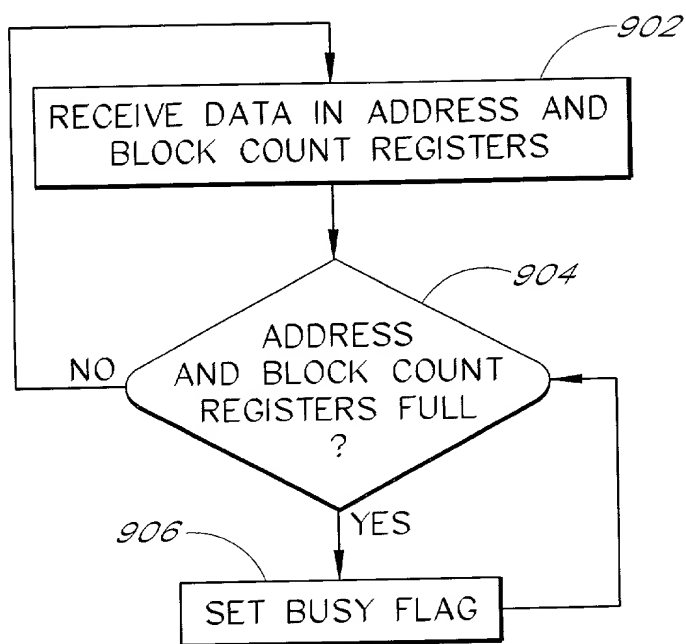 902
RECEIVE DATA IN ADDRESS AND
BLOCK COUNT REGISTERS
904
ADDRESS
AND BLOCK COUNT
REGISTERS FULL
?
NO
YES
906
SET BUSY FLAG